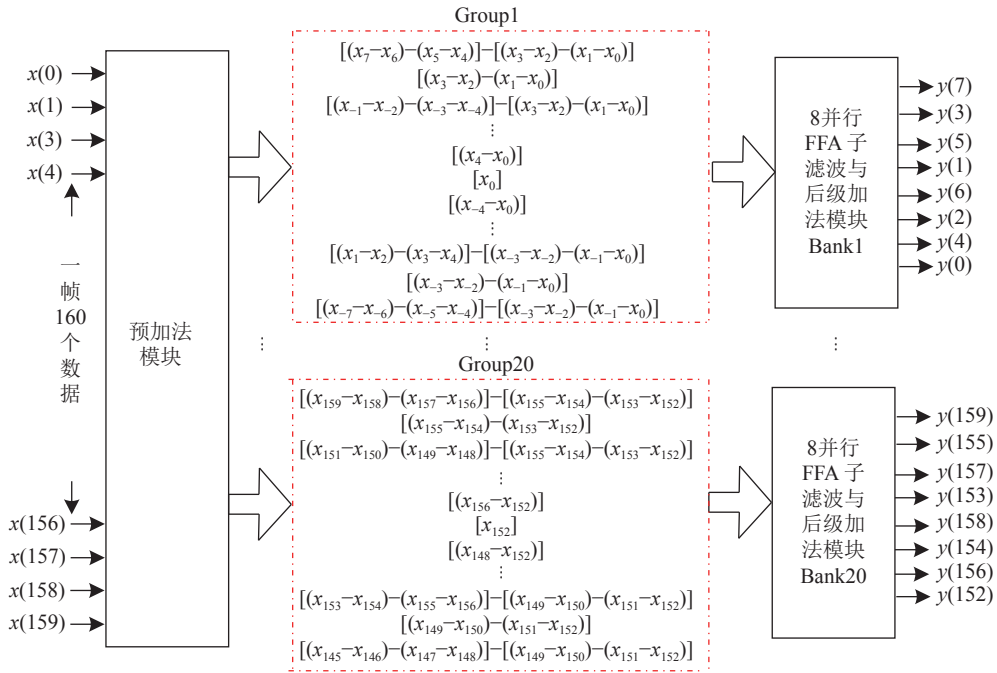 Group1
x(0)
x(1)
x(3)
x(4)
一帧160个数据
x(156)
x(157)
x(158)
x(159)
预加法
模块
[(x₇−x₆)−(x₅−x₄)]−[(x₃−x₂)−(x₁−x₀)]
[(x₃−x₂)−(x₁−x₀)]
[(x₋₁−x₋₂)−(x₋₃−x₋₄)]−[(x₃−x₂)−(x₁−x₀)]
⋮
[(x₄−x₀)]
[x₀]
[(x₋₄−x₀)]
⋮
[(x₁−x₂)−(x₃−x₄)]−[(x₋₃−x₋₂)−(x₋₁−x₀)]
[(x₋₃−x₋₂)−(x₋₁−x₀)]
[(x₋₇−x₋₆)−(x₋₅−x₋₄)]−[(x₋₃−x₋₂)−(x₋₁−x₀)]
8并行
FFA 子
滤波与
后级加
法模块
Bank1
y(7)
y(3)
y(5)
y(1)
y(6)
y(2)
y(4)
y(0)
⋮
⋮
Group20
[(x₁₅₉−x₁₅₈)−(x₁₅₇−x₁₅₆)]−[(x₁₅₅−x₁₅₄)−(x₁₅₃−x₁₅₂)]
[(x₁₅₅−x₁₅₄)−(x₁₅₃−x₁₅₂)]
[(x₁₅₁−x₁₅₀)−(x₁₄₉−x₁₄₈)]−[(x₁₅₅−x₁₅₄)−(x₁₅₃−x₁₅₂)]
⋮
[(x₁₅₆−x₁₅₂)]
[x₁₅₂]
[(x₁₄₈−x₁₅₂)]
⋮
[(x₁₅₃−x₁₅₄)−(x₁₅₅−x₁₅₆)]−[(x₁₄₉−x₁₅₀)−(x₁₅₁−x₁₅₂)]
[(x₁₄₉−x₁₅₀)−(x₁₅₁−x₁₅₂)]
[(x₁₄₅−x₁₄₆)−(x₁₄₇−x₁₄₈)]−[(x₁₄₉−x₁₅₀)−(x₁₅₁−x₁₅₂)]
8并行
FFA 子
滤波与
后级加
法模块
Bank20
y(159)
y(155)
y(157)
y(153)
y(158)
y(154)
y(156)
y(152)